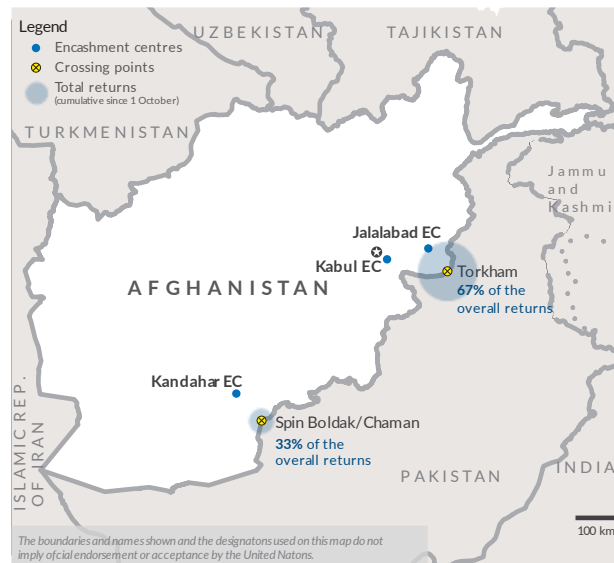 Legend
Encashment centres
Crossing points
Total returns
(cumulative since 1 October)
UZBEKISTAN
TAJIKISTAN
TURKMENISTAN
Jammu
and
Kashmi
Jalalabad EC
Kabul EC
Torkham
67% of the
overall returns
AFGHANISTAN
Kandahar EC
Spin Boldak/Chaman
33% of the
overall returns
ISLAMIC REP.
OF IRAN
PAKISTAN
INDIA
100 km
The boundaries and names shown and the designatons used on this map do not
imply ofcial endorsement or acceptance by the United Natons.